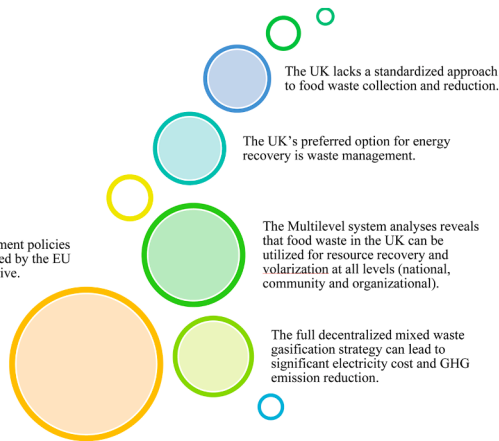 The UK lacks a standardized approach
to food waste collection and reduction.
The UK's preferred option for energy
recovery is waste management.
ment policies
ed by the EU
ive.
The Multilevel system analyses reveals
that food waste in the UK can be
utilized for resource recovery and
volarization at all levels (national,
community and organizational).
The full decentralized mixed waste
gasification strategy can lead to
significant electricity cost and GHG
emission reduction.